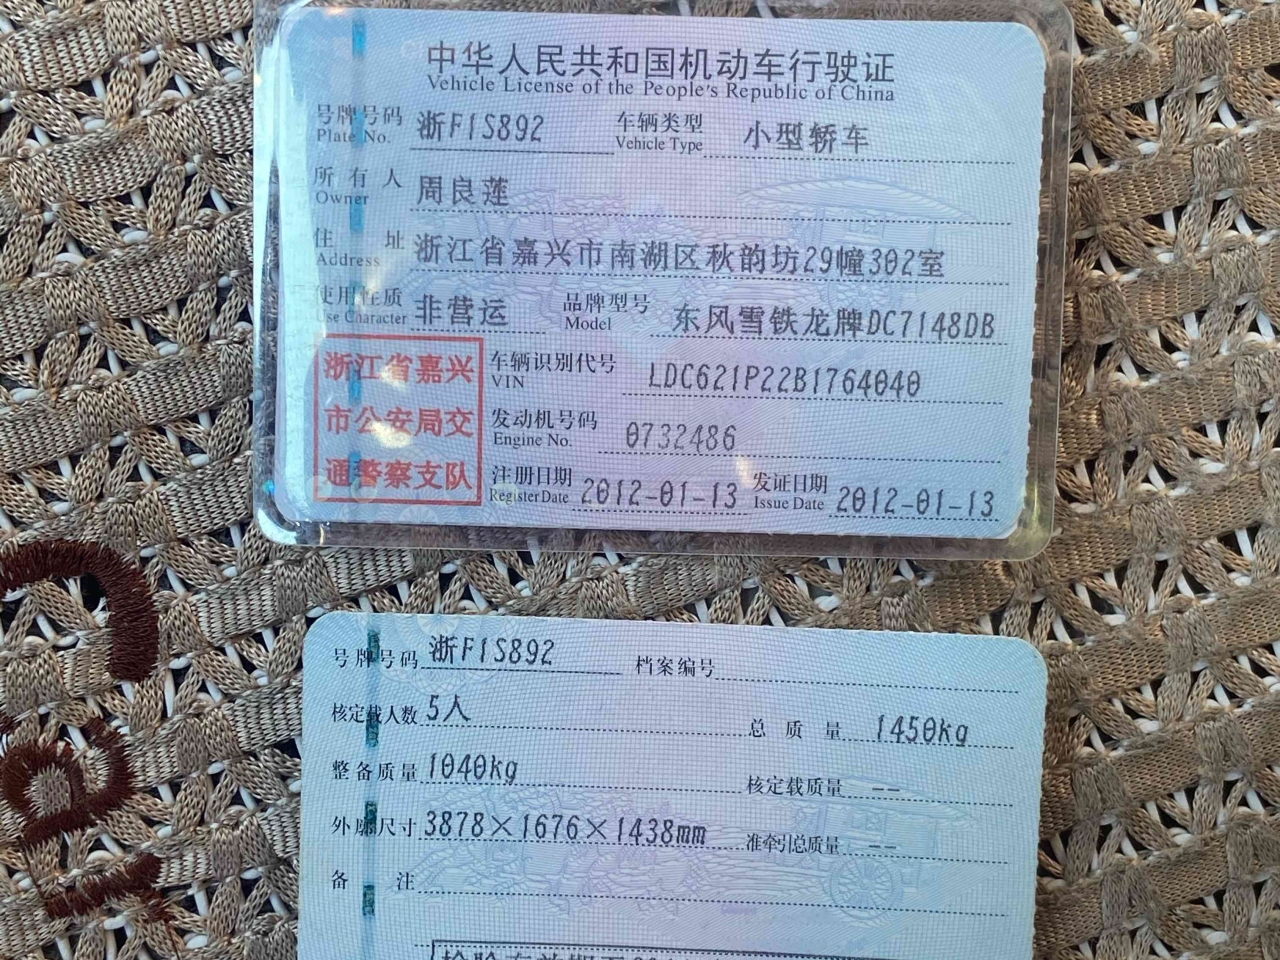 中华人民共和国机动车行驶证
Vehicle License of the People's Republic of China
号牌号码 浙F1S892 车辆类型 小型轿车
Plate No. Vehicle Type
所有人 周良莲
Owner
住址 浙江省嘉兴市南湖区秋韵坊29幢302室
Address
使用性质 非营运 品牌型号 东风雪铁龙牌DC7148DB
Use Character Model
浙江省嘉兴 车辆识别代号 LDC621P22B1764040
VIN
市公安局交 发动机号码 0732486
Engine No.
通警察支队 注册日期 2012-01-13 发证日期 2012-01-13
Register Date Issue Date
号牌号码 浙F1S892 档案编号
核定载人数 5人 总质量 1450kg
整备质量 1040kg 核定载质量 --
外廓尺寸 3878×1676×1438mm 准牵引总质量 --
备注